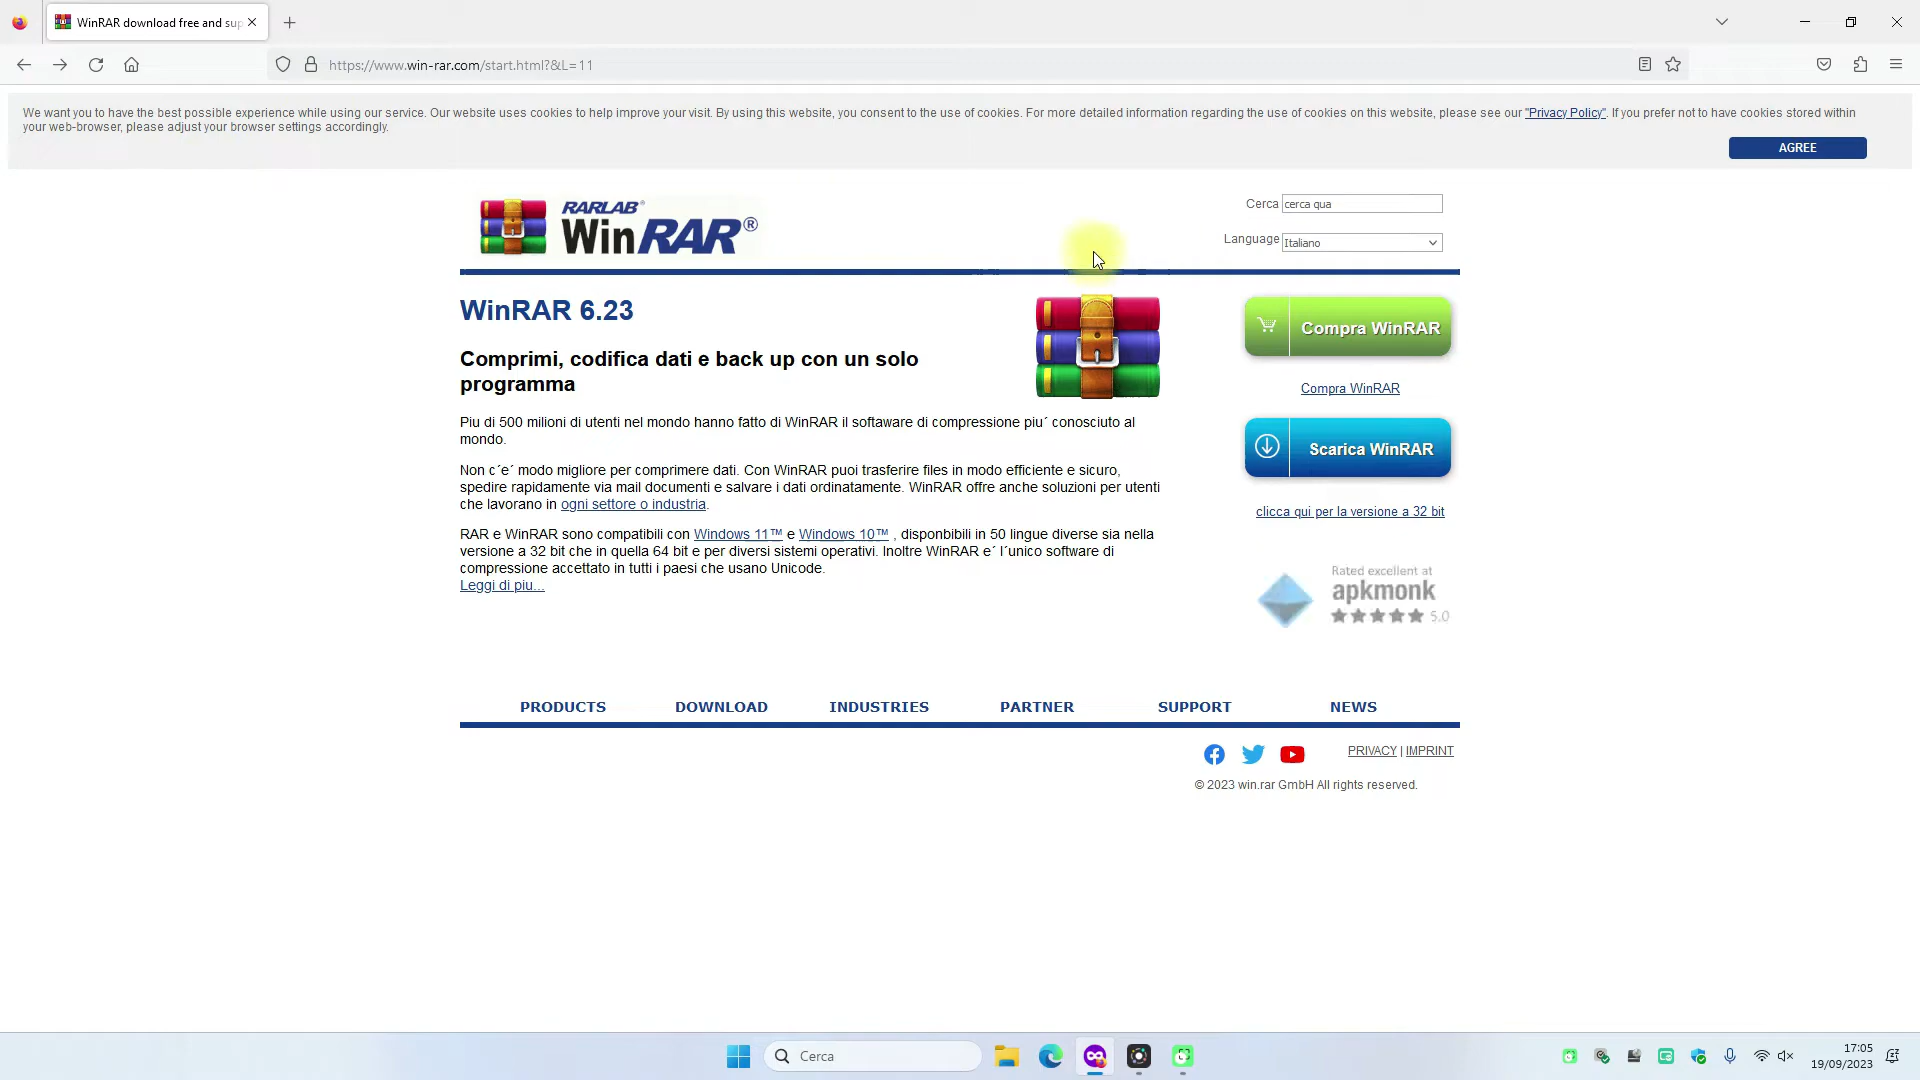 WinRAR download free and sup
https://www.win-rar.com/start.html?&L=11
We want you to have the best possible experience while using our service. Our website uses cookies to help improve your visit. By using this website, you consent to the use of cookies. For more detailed information regarding the use of cookies on this website, please see our "Privacy Policy". If you prefer not to have cookies stored within
your web-browser, please adjust your browser settings accordingly.
AGREE
RARLAB®
WinRAR®
Cerca cerca qua
Language Italiano
WinRAR 6.23
Comprimi, codifica dati e back up con un solo
programma
Piu di 500 milioni di utenti nel mondo hanno fatto di WinRAR il softaware di compressione piu´ conosciuto al
mondo.
Non c´e´ modo migliore per comprimere dati. Con WinRAR puoi trasferire files in modo efficiente e sicuro,
spedire rapidamente via mail documenti e salvare i dati ordinatamente. WinRAR offre anche soluzioni per utenti
che lavorano in ogni settore o industria.
RAR e WinRAR sono compatibili con Windows 11™ e Windows 10™ , disponbibili in 50 lingue diverse sia nella
versione a 32 bit che in quella 64 bit e per diversi sistemi operativi. Inoltre WinRAR e´ l´unico software di
compressione accettato in tutti i paesi che usano Unicode.
Leggi di piu...
Compra WinRAR
Compra WinRAR
Scarica WinRAR
clicca qui per la versione a 32 bit
Rated excellent at
apkmonk
5.0
PRODUCTS DOWNLOAD INDUSTRIES PARTNER SUPPORT NEWS
PRIVACY | IMPRINT
© 2023 win.rar GmbH All rights reserved.
Cerca
17:05
19/09/2023